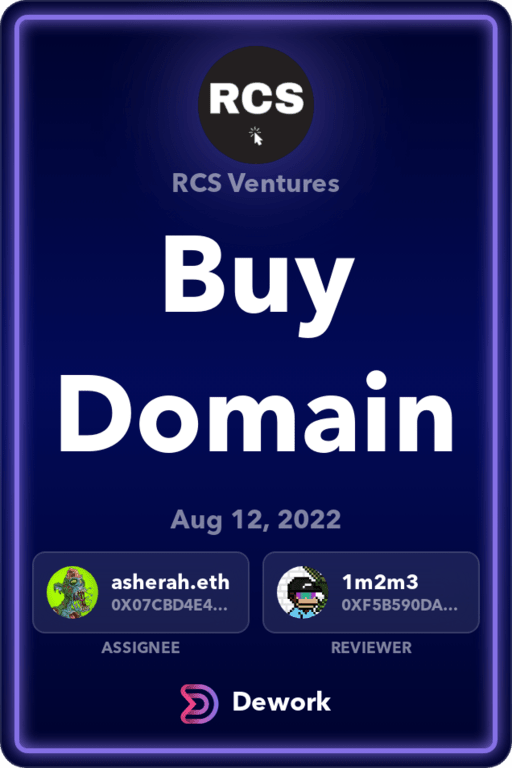 RCS
RCS Ventures
Buy
Domain
Aug 12, 2022
asherah.eth
0X07CBD4E4...
1m2m3
0XF5B590DA...
ASSIGNEE
REVIEWER
Dework